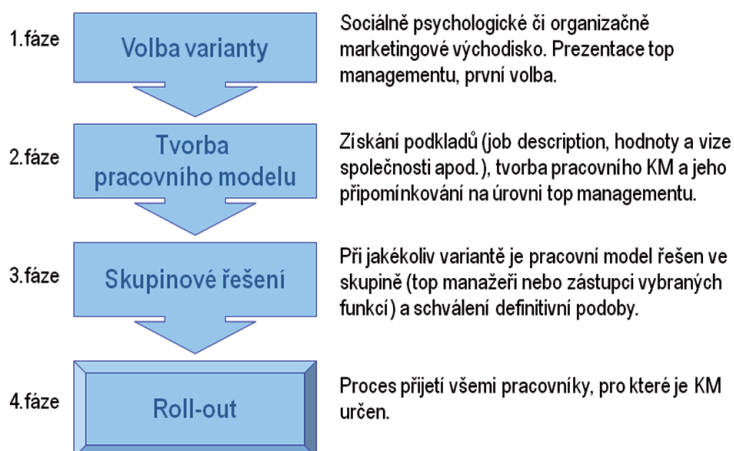 1.fáze
Volba varianty
Sociálně psychologické či organizačně
marketingové východisko. Prezentace top
managementu, první volba.
2.fáze
Tvorba
pracovního modelu
Získání podkladů (job description, hodnoty a vize
společnosti apod.), tvorba pracovního KM a jeho
připomínkování na úrovni top managementu.
3.fáze
Skupinové řešení
Při jakékoliv variantě je pracovní model řešen ve
skupině (top manažeři nebo zástupci vybraných
funkcí) a schválení definitivní podoby.
4.fáze
Roll-out
Proces přijetí všemi pracovníky, pro které je KM
určen.